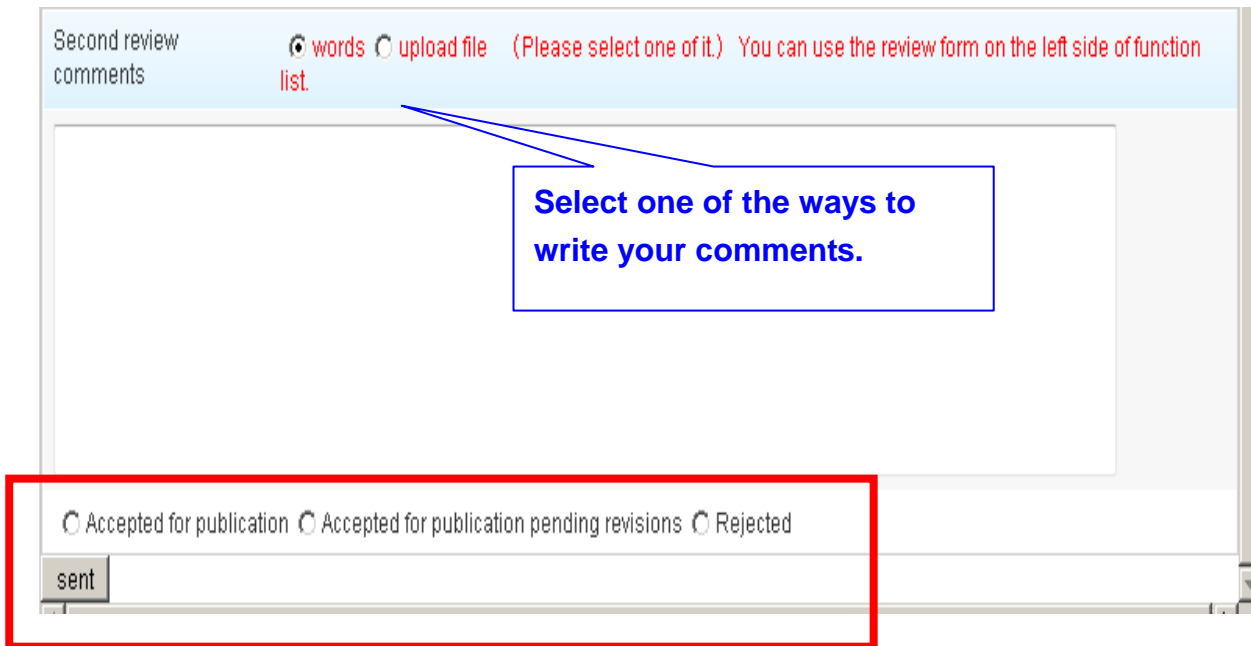 Second review
comments
words upload file (Please select one of it.) You can use the review form on the left side of function
list.
Select one of the ways to
write your comments.
Accepted for publication Accepted for publication pending revisions Rejected
sent